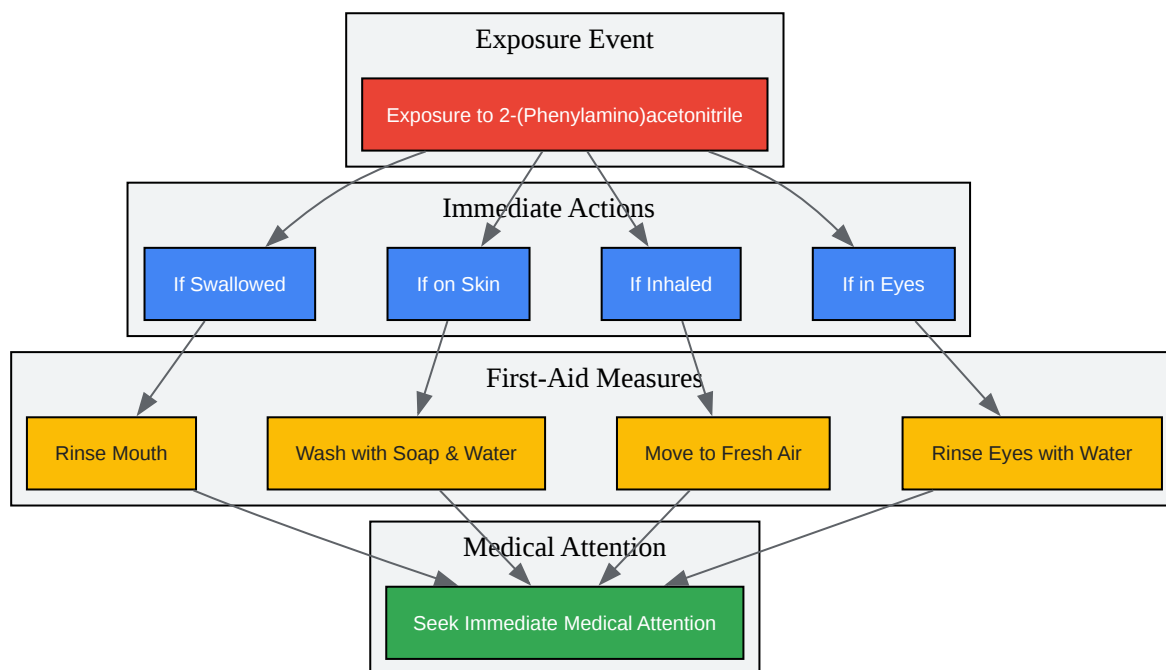 Exposure Event
Exposure to 2-(Phenylamino)acetonitrile
Immediate Actions
If Swallowed
If on Skin
If Inhaled
If in Eyes
First-Aid Measures
Rinse Mouth
Wash with Soap & Water
Move to Fresh Air
Rinse Eyes with Water
Medical Attention
Seek Immediate Medical Attention